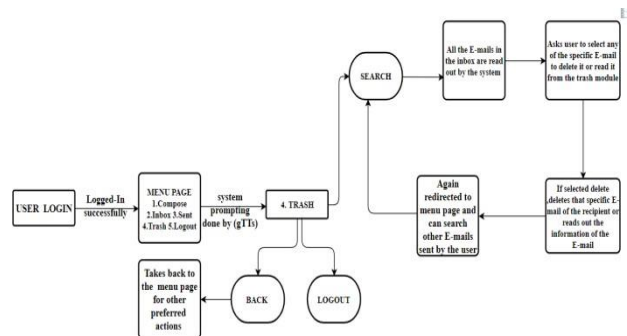 USER LOGIN
Logged-In
successfully
MENU PAGE
1.Compose
2.Inbox 3.Sent
4.Trash 5.Logout
system
prompting
done by (gTTs)
4. TRASH
SEARCH
All the E-mails in
the inbox are read
out by the system
Asks user to select any
of the specific E-mail
to delete it or read it
from the trash module
If selected delete
,deletes that specific E-
mail of the recipient or
reads out the
information of the
E-mail
Again
redirected to
menu page and
can search
other E-mails
sent by the user
BACK
LOGOUT
Takes back to
the menu page
for other
preferred
actions